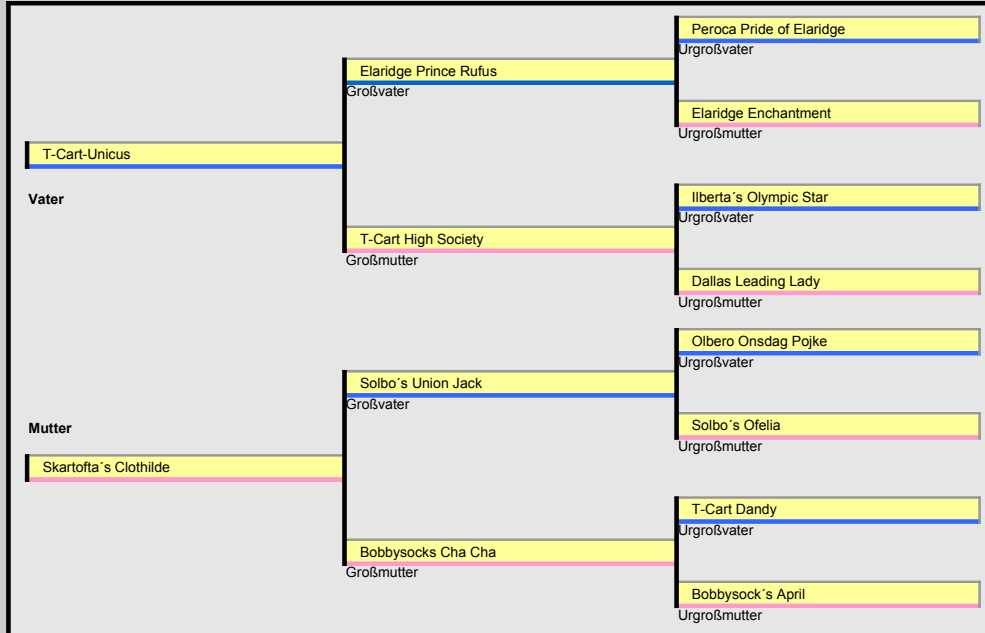 Peroca Pride of Elaridge
Urgroßvater
Elaridge Prince Rufus
Großvater
Elaridge Enchantment
Urgroßmutter
T-Cart-Unicus
Vater
Ilberta´s Olympic Star
Urgroßvater
T-Cart High Society
Großmutter
Dallas Leading Lady
Urgroßmutter
Olbero Onsdag Pojke
Urgroßvater
Solbo´s Union Jack
Großvater
Solbo´s Ofelia
Urgroßmutter
Mutter
Skartofta´s Clothilde
T-Cart Dandy
Urgroßvater
Bobbysocks Cha Cha
Großmutter
Bobbysock´s April
Urgroßmutter